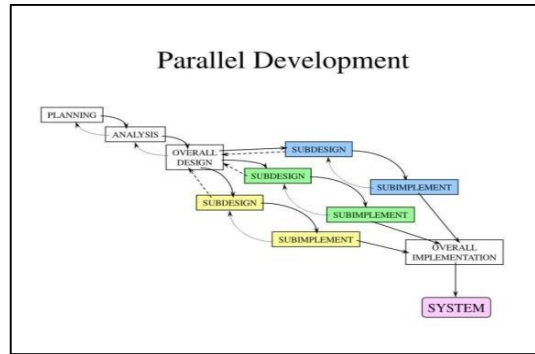 Parallel Development
PLANNING
ANALYSIS
OVERALL
DESIGN
SUBDESIGN
SUBDESIGN
SUBIMPLEMENT
SUBDESIGN
SUBIMPLEMENT
SUBIMPLEMENT
OVERALL
IMPLEMENTATION
SYSTEM